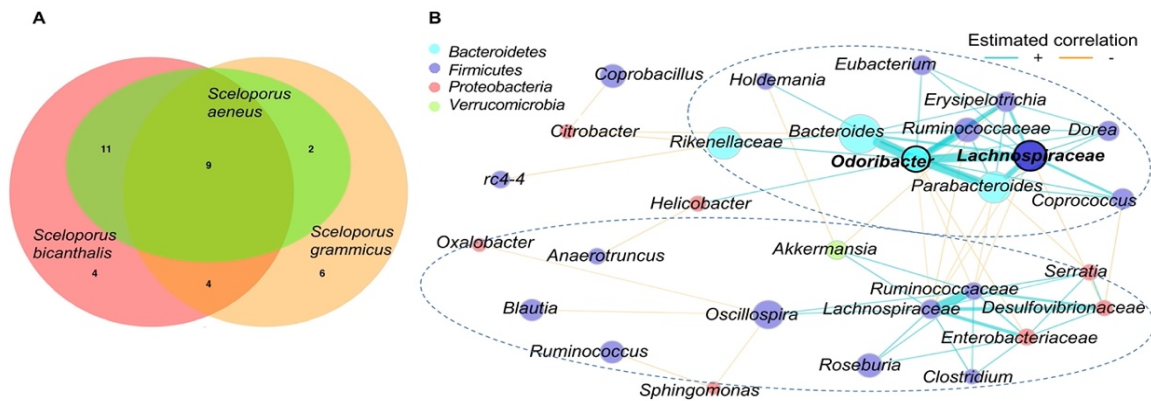 A
Sceloporus
aeneus
11
2
9
Sceloporus
bicanthalis
Sceloporus
grammicus
4
6
4
B
Bacteroidetes
Firmicutes
Proteobacteria
Verrucomicrobia
Estimated correlation
+ -
Coprobacillus
Holdemania
Eubacterium
Erysipelotrichia
Citrobacter
Bacteroides
Ruminococcaceae
Dorea
Rikenellaceae
Odoribacter
Lachnospiraceae
rc4-4
Parabacteroides
Helicobacter
Coprococcus
Oxalobacter
Anaerotruncus
Akkermansia
Serratia
Ruminococcaceae
Blautia
Oscillospira
Lachnospiraceae
Desulfovibrionaceae
Enterobacteriaceae
Ruminococcus
Roseburia
Clostridium
Sphingomonas